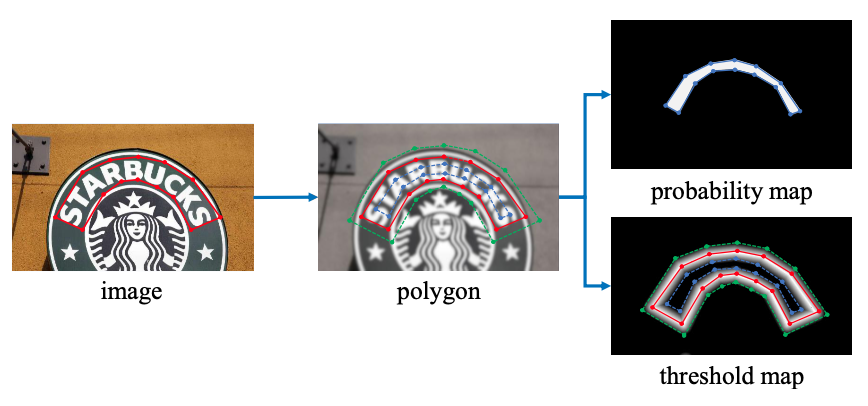 STARBUCKS
image
STARBUCKS
polygon
probability map
threshold map